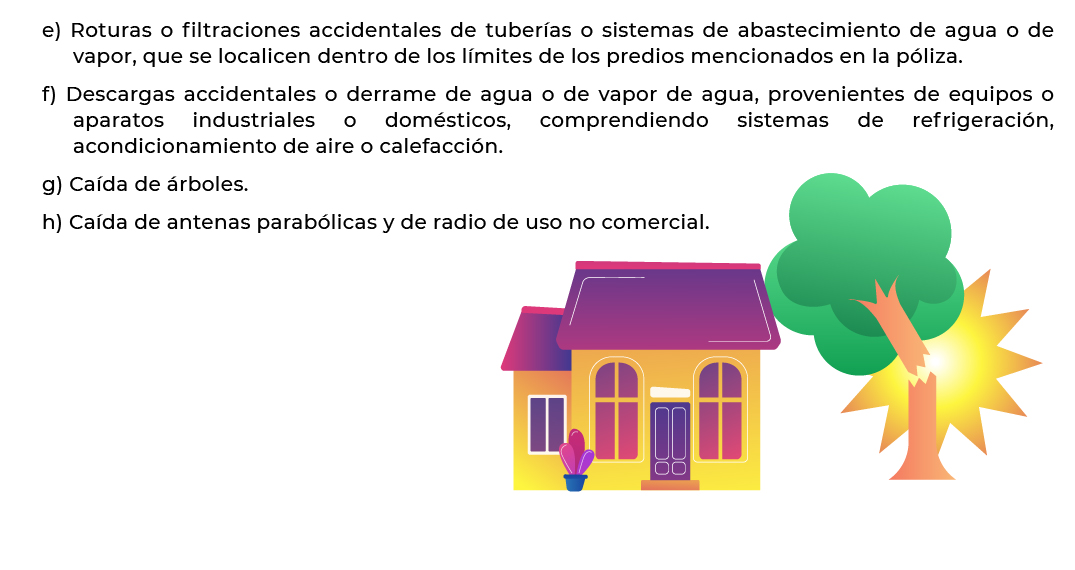 e) Roturas o filtraciones accidentales de tuberías o sistemas de abastecimiento de agua o de
vapor, que se localicen dentro de los límites de los predios mencionados en la póliza.
f) Descargas accidentales o derrame de agua o de vapor de agua, provenientes de equipos o
aparatos industriales o domésticos, comprendiendo sistemas de refrigeración,
acondicionamiento de aire o calefacción.
g) Caída de árboles.
h) Caída de antenas parabólicas y de radio de uso no comercial.